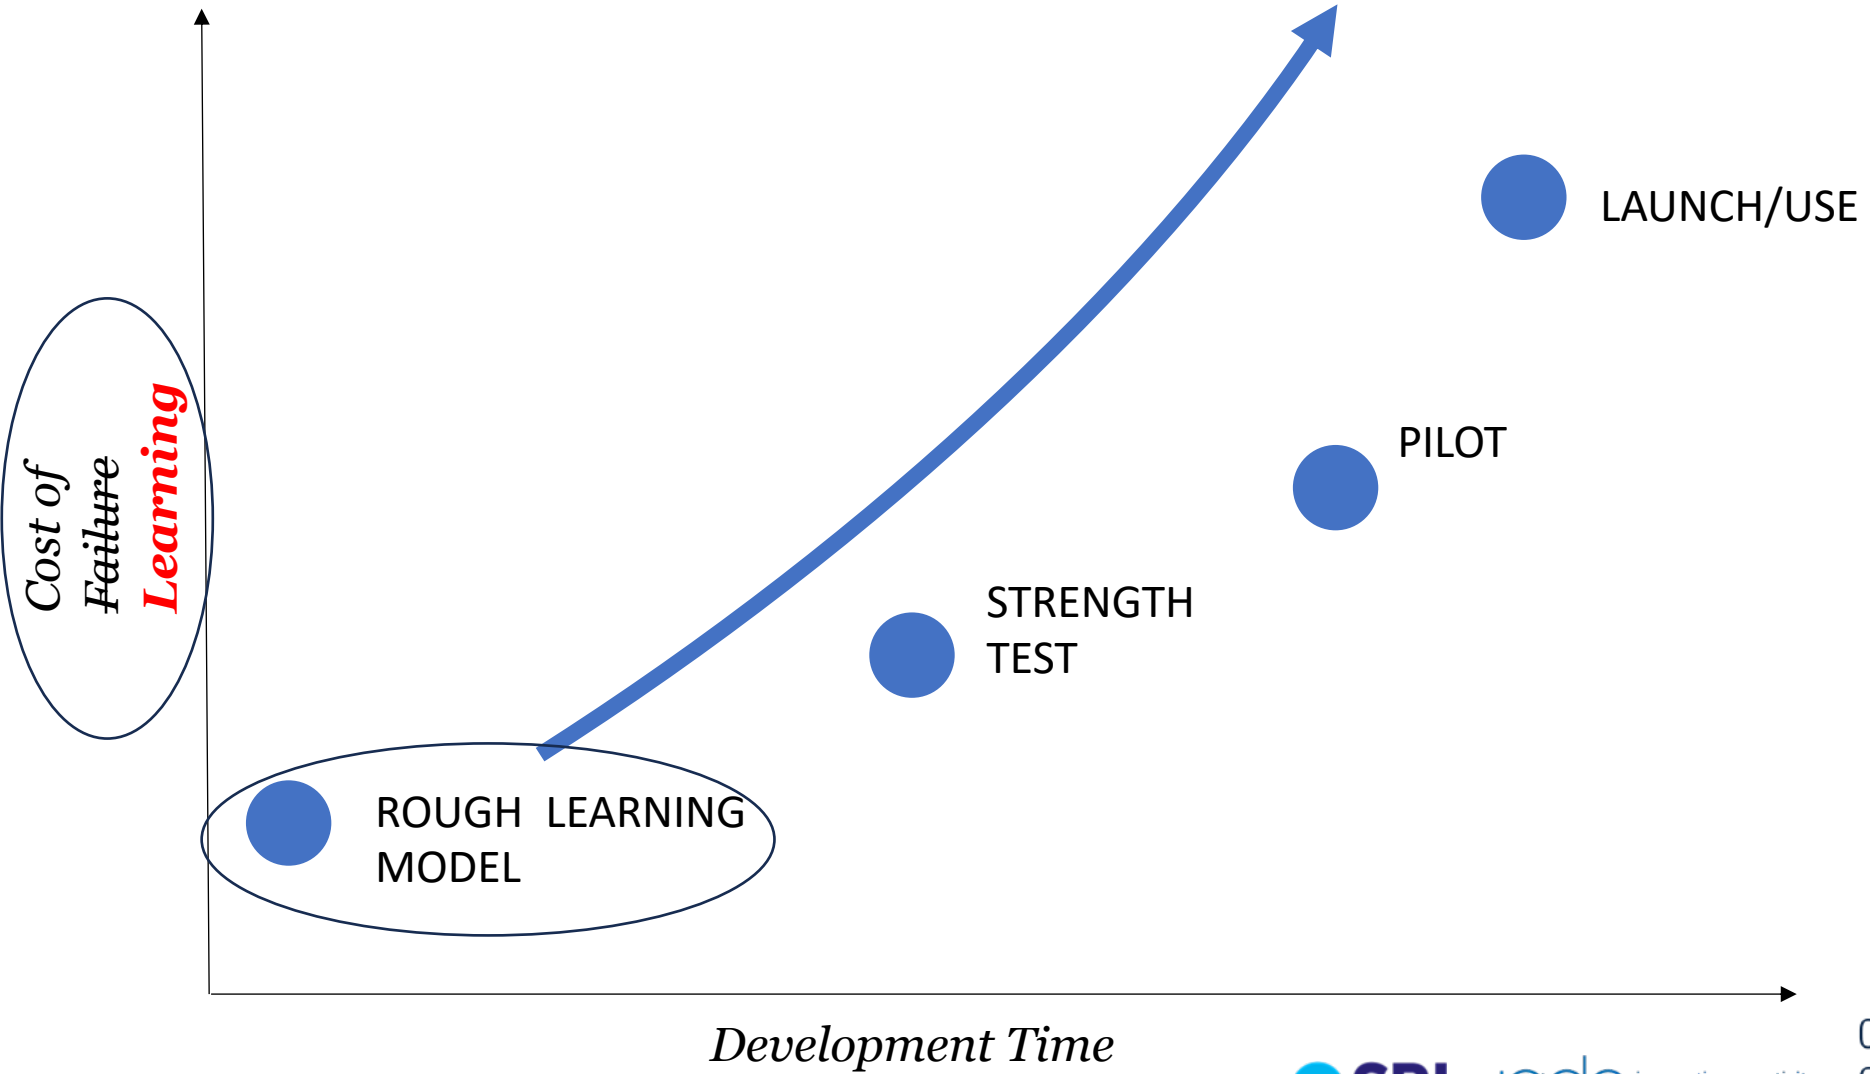 LAUNCH/USE
PILOT
Cost of
Failure
Learning
STRENGTH
TEST
ROUGH LEARNING
MODEL
Development Time